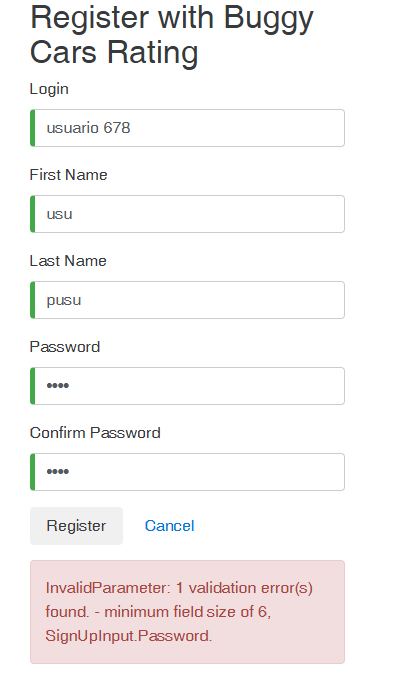 Register with Buggy
Cars Rating
Login
usuario 678
First Name
usu
Last Name
pusu
Password
••••
Confirm Password
••••
Register Cancel
InvalidParameter: 1 validation error(s)
found. - minimum field size of 6,
SignUpInput.Password.